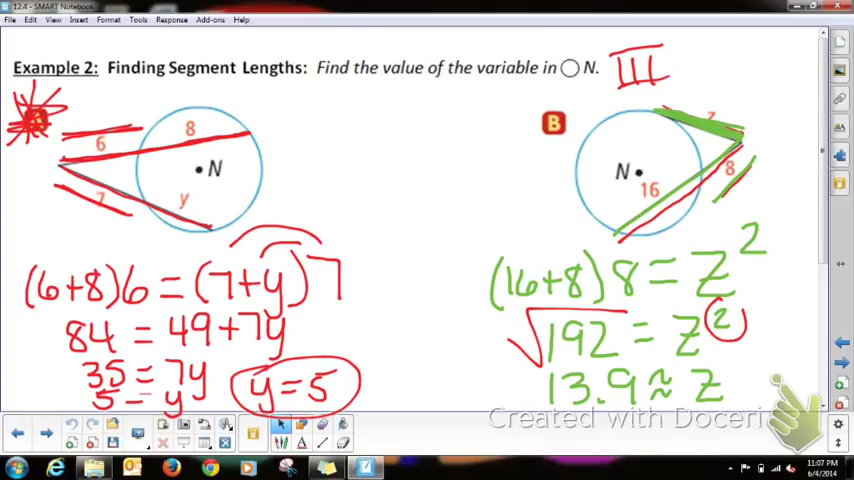 12.4 - SMART Notebook
File Edit View Insert Format Tools Response Add-ons Help
Example 2: Finding Segment Lengths: Find the value of the variable in ◯ N. III
B
8
6
N
7
y
z
N
8
16
(6+8)6 = (7+y)7
84 = 49+7y
35 = 7y
5 = y
y = 5
(16+8)8 = z²
√192 = z²
13.9 ≈ z
Created with Doceri
11:07 PM
6/4/2014